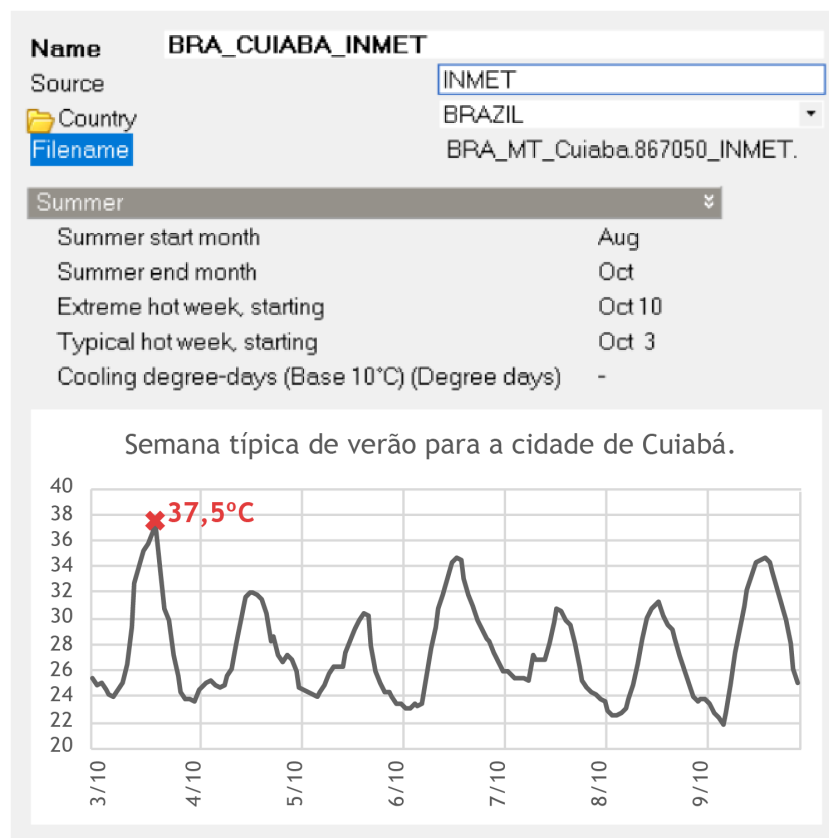 Name BRA_CUIABA_INMET
Source INMET
Country BRAZIL
Filename BRA_MT_Cuiaba.867050_INMET.
Summer
Summer start month Aug
Summer end month Oct
Extreme hot week, starting Oct 10
Typical hot week, starting Oct 3
Cooling degree-days (Base 10°C) (Degree days) -
Semana típica de verão para a cidade de Cuiabá.
40
38
37,5ºC
36
34
32
30
28
26
24
22
20
3/10 4/10 5/10 6/10 7/10 8/10 9/10